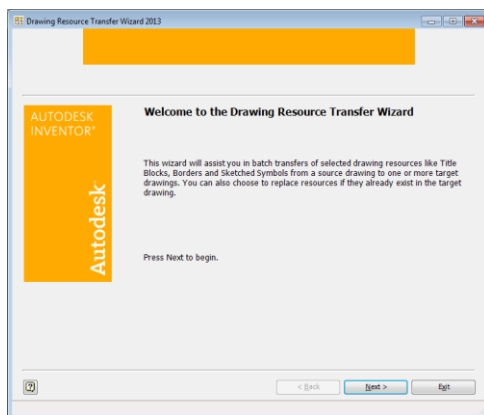 Drawing Resource Transfer Wizard 2013
AUTODESK
INVENTOR®
Autodesk®
Welcome to the Drawing Resource Transfer Wizard
This wizard will assist you in batch transfers of selected drawing resources like Title
Blocks, Borders and Sketched Symbols from a source drawing to one or more target
drawings. You can also choose to replace resources if they already exist in the target
drawing.
Press Next to begin.
< Back
Next >
Exit